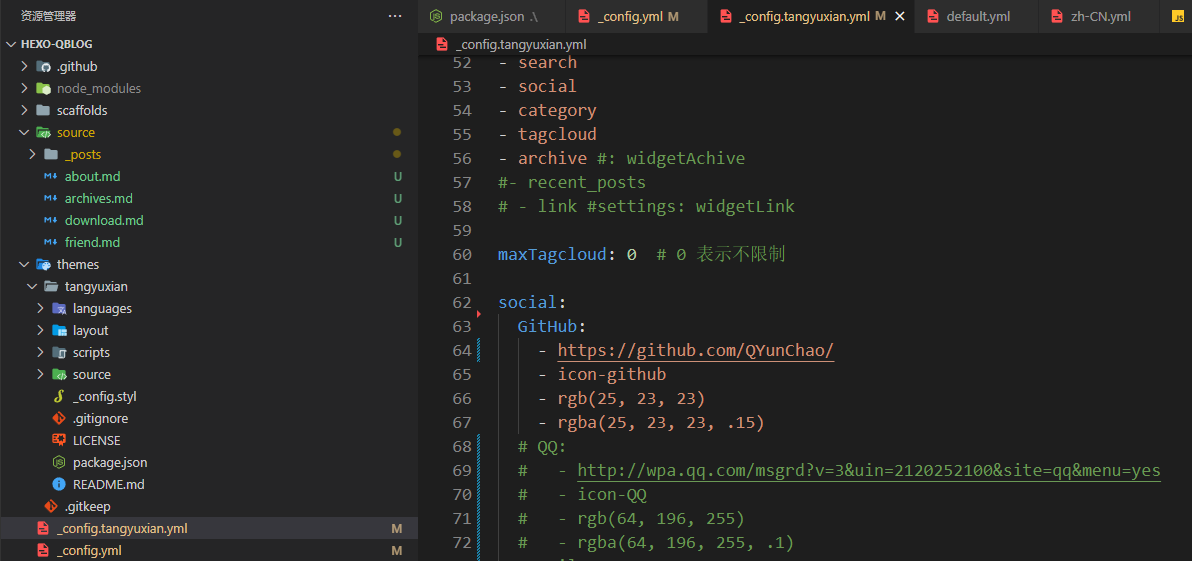 资源管理器 ···
HEXO-QBLOG
.github
node_modules
scaffolds
source
_posts
about.md U
archives.md U
download.md U
friend.md U
themes
tangyuxian
languages
layout
scripts
source
_config.styl
.gitignore
LICENSE
package.json
README.md
.gitkeep
_config.tangyuxian.yml M
_config.yml M
package.json .\ _config.yml M _config.tangyuxian.yml M × default.yml zh-CN.yml JS
_config.tangyuxian.yml
52 - search
53 - social
54 - category
55 - tagcloud
56 - archive #: widgetAchive
57 #- recent_posts
58 # - link #settings: widgetLink
59
60 maxTagcloud: 0 # 0 表示不限制
61
62 social:
63 GitHub:
64 - https://github.com/QYunChao/
65 - icon-github
66 - rgb(25, 23, 23)
67 - rgba(25, 23, 23, .15)
68 # QQ:
69 # - http://wpa.qq.com/msgrd?v=3&uin=2120252100&site=qq&menu=yes
70 # - icon-QQ
71 # - rgb(64, 196, 255)
72 # - rgba(64, 196, 255, .1)